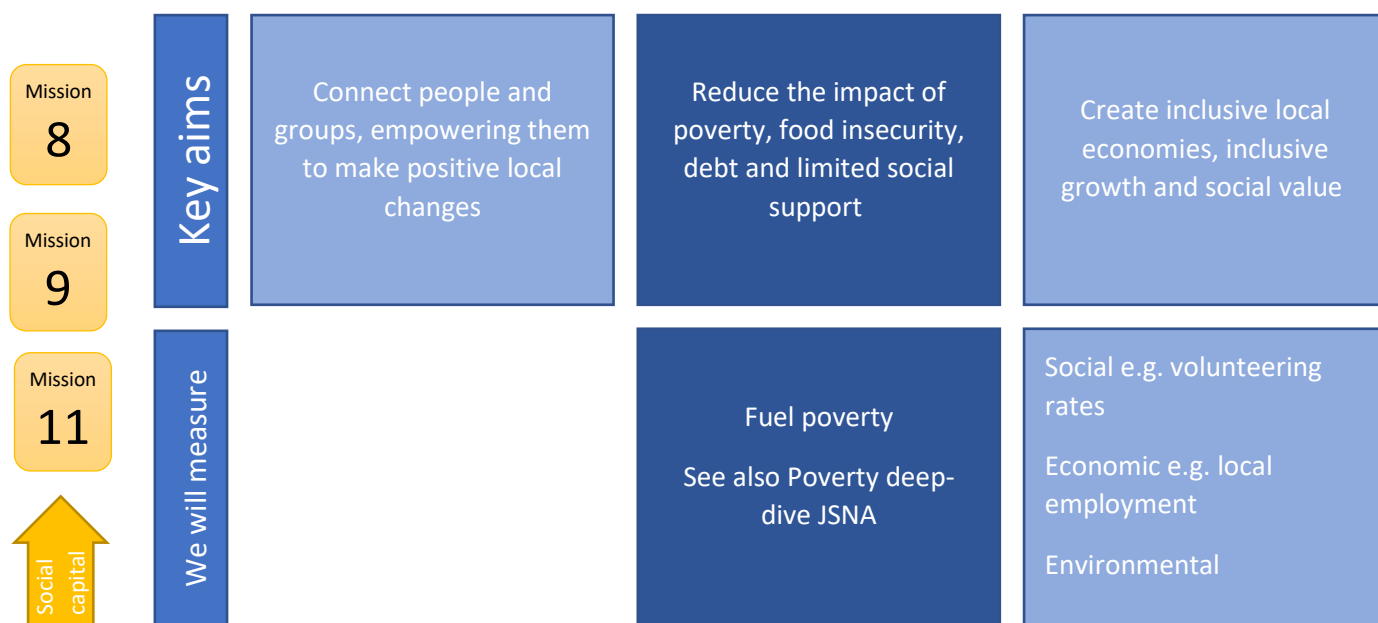 Mission
8
Mission
9
Mission
11
Social
capital
Key aims
Connect people and
groups, empowering them
to make positive local
changes
Reduce the impact of
poverty, food insecurity,
debt and limited social
support
Create inclusive local
economies, inclusive
growth and social value
We will measure
Fuel poverty
See also Poverty deep-
dive JSNA
Social e.g. volunteering
rates
Economic e.g. local
employment
Environmental